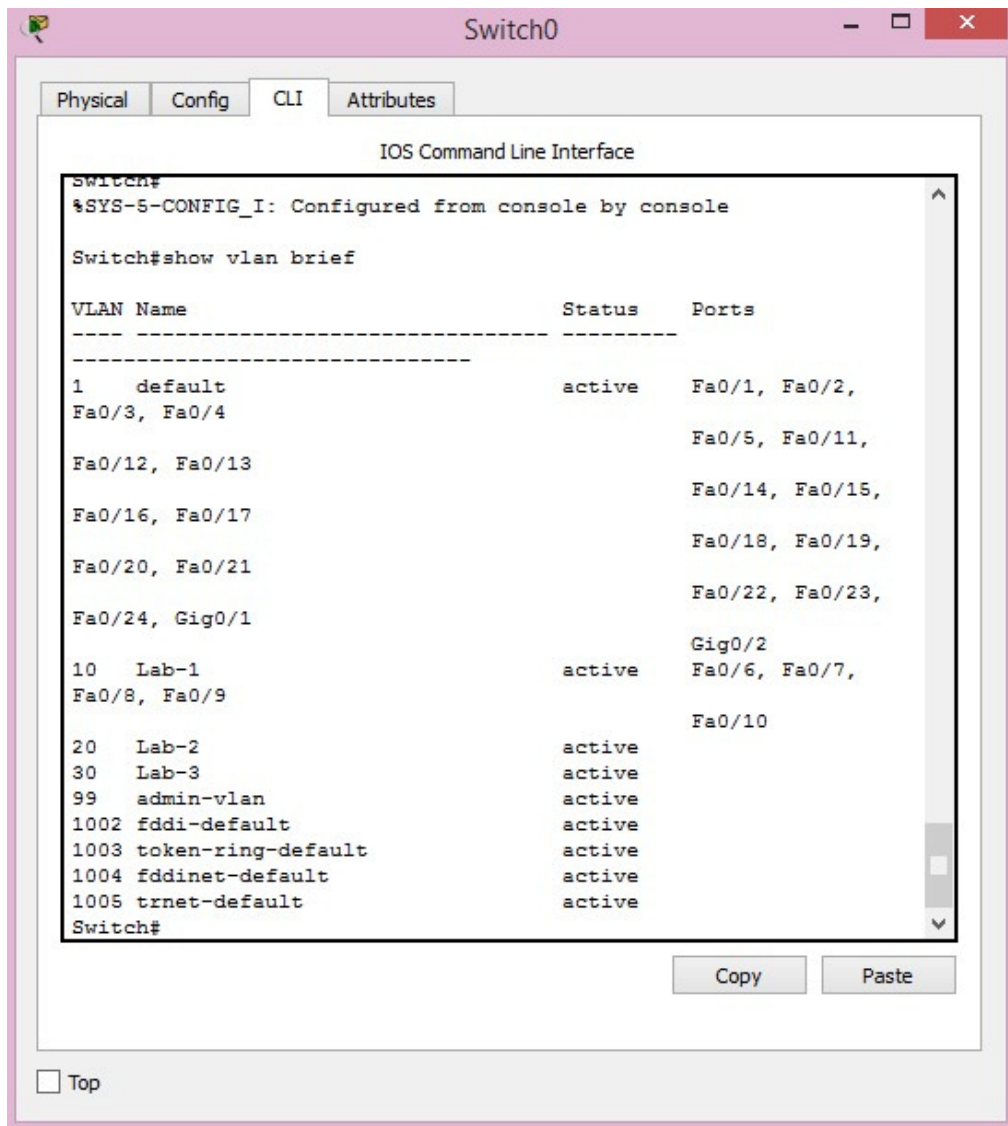 Switch0
Physical Config CLI Attributes
IOS Command Line Interface
Switch#
%SYS-5-CONFIG_I: Configured from console by console
Switch#show vlan brief
VLAN Name Status Ports
---- -------------------------------- ---------
-------------------------------
1 default active Fa0/1, Fa0/2,
Fa0/3, Fa0/4
Fa0/5, Fa0/11,
Fa0/12, Fa0/13
Fa0/14, Fa0/15,
Fa0/16, Fa0/17
Fa0/18, Fa0/19,
Fa0/20, Fa0/21
Fa0/22, Fa0/23,
Fa0/24, Gig0/1
Gig0/2
10 Lab-1 active Fa0/6, Fa0/7,
Fa0/8, Fa0/9
Fa0/10
20 Lab-2 active
30 Lab-3 active
99 admin-vlan active
1002 fddi-default active
1003 token-ring-default active
1004 fddinet-default active
1005 trnet-default active
Switch#
Copy Paste
Top